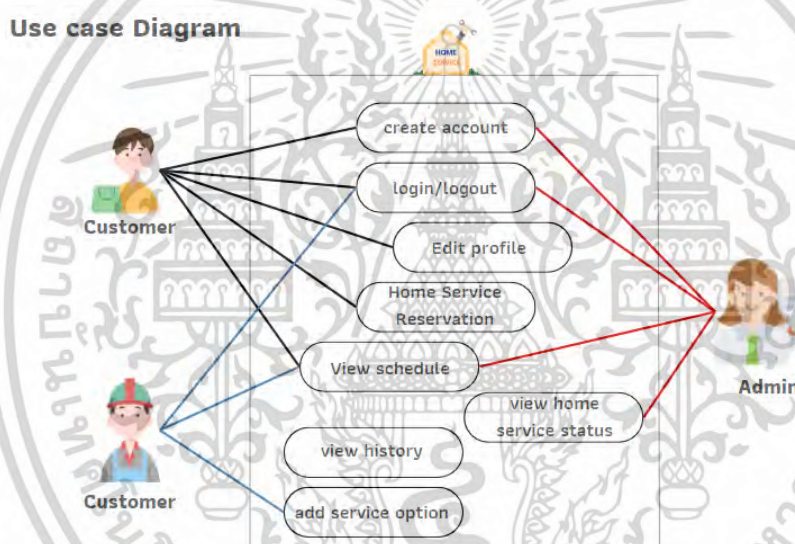 Use case Diagram
HOME
SERVICE
create account
login/logout
Customer
Edit profile
Home Service
Reservation
View schedule
Admin
view home
service status
view history
Customer
add service option